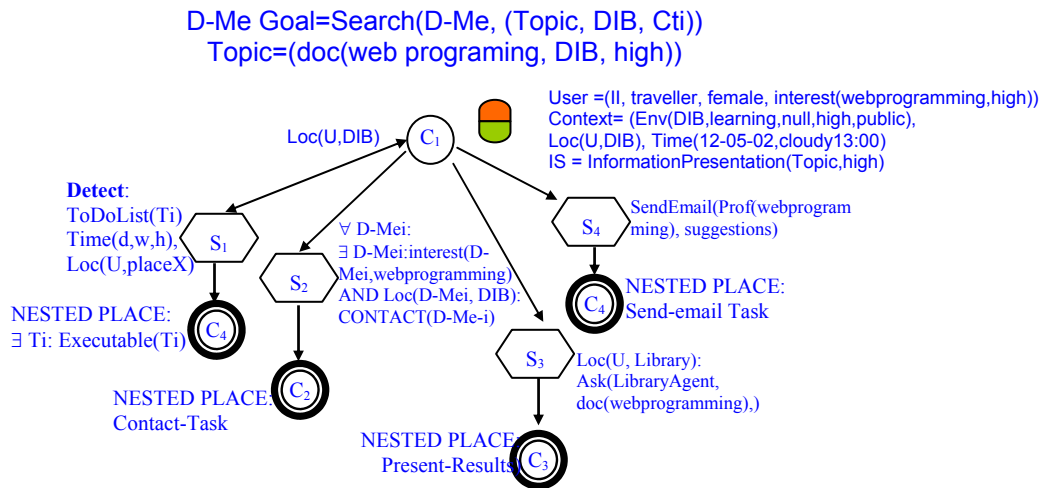 D-Me Goal=Search(D-Me, (Topic, DIB, Cti))
Topic=(doc(web programing, DIB, high))
User =(II, traveller, female, interest(webprogramming,high))
Context= (Env(DIB,learning,null,high,public),
Loc(U,DIB), Time(12-05-02,cloudy13:00)
IS = InformationPresentation(Topic,high)
Loc(U,DIB)
C1
Detect:
ToDoList(Ti)
Time(d,w,h),
Loc(U,placeX)
S1
NESTED PLACE:
∃ Ti: Executable(Ti)
C4
∀ D-Mei:
∃ D-Mei:interest(D-
Mei,webprogramming)
AND Loc(D-Mei, DIB):
CONTACT(D-Me-i)
S2
NESTED PLACE:
Contact-Task
C2
S4
SendEmail(Prof(webprogram
ming), suggestions)
C4
NESTED PLACE:
Send-email Task
S3
Loc(U, Library):
Ask(LibraryAgent,
doc(webprogramming),)
NESTED PLACE:
Present-Results)
C3